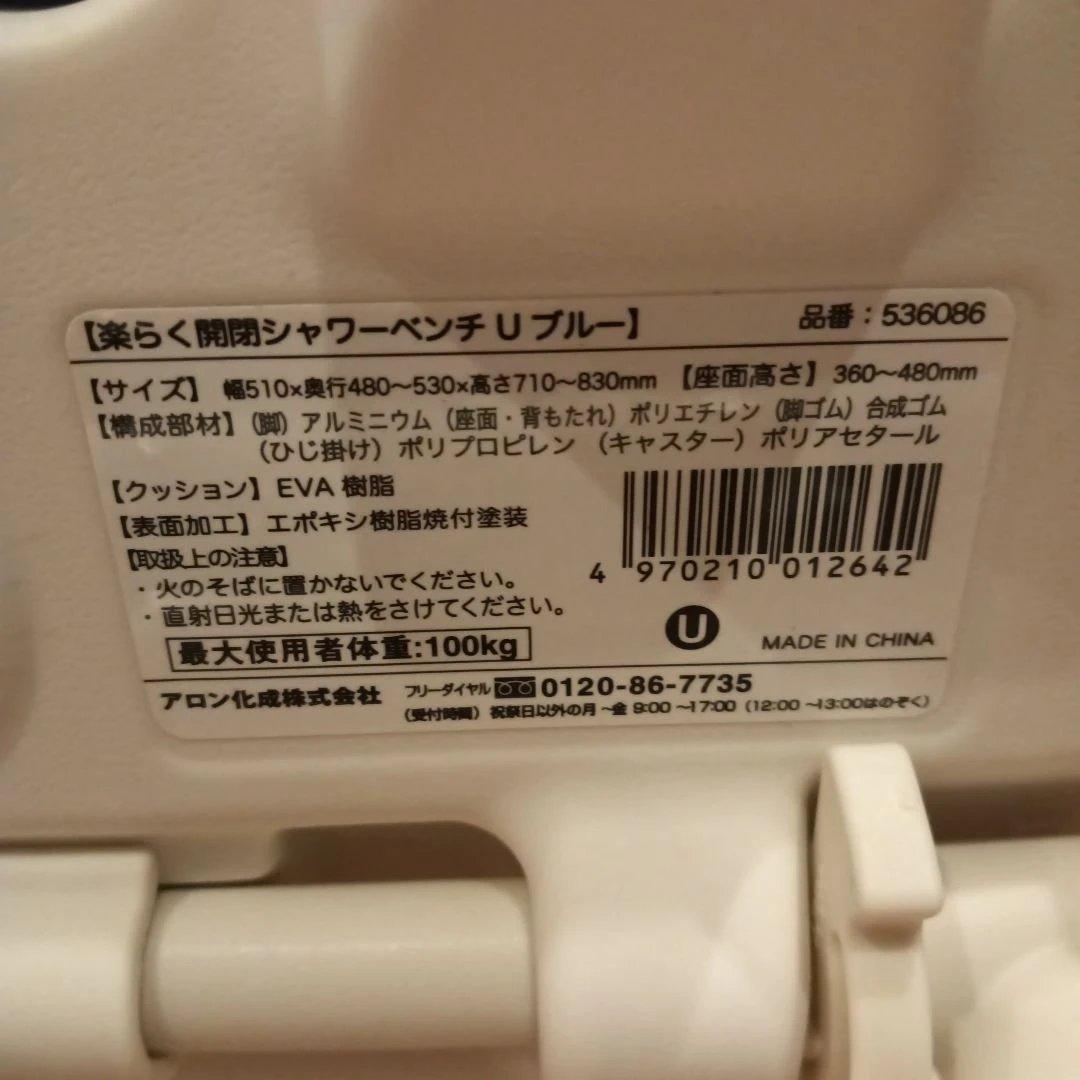 【楽らく開閉シャワーベンチ U ブルー】 品番:536086
【サイズ】 幅510×奥行480～530×高さ710～830mm 【座面高さ】 360～480mm
【構成部材】(脚) アルミニウム (座面・背もたれ) ポリエチレン (脚ゴム) 合成ゴム
(ひじ掛け) ポリプロピレン (キャスター) ポリアセタール
【クッション】 EVA 樹脂
【表面加工】 エポキシ樹脂焼付塗装
【取扱上の注意】
・火のそばに置かないでください。
・直射日光または熱をさけてください。
4 970210 012642
最大使用者体重:100kg
U
MADE IN CHINA
アロン化成株式会社 フリーダイヤル 0120-86-7735
(受付時間) 祝祭日以外の月～金 9:00～17:00 (12:00～13:00はのぞく)